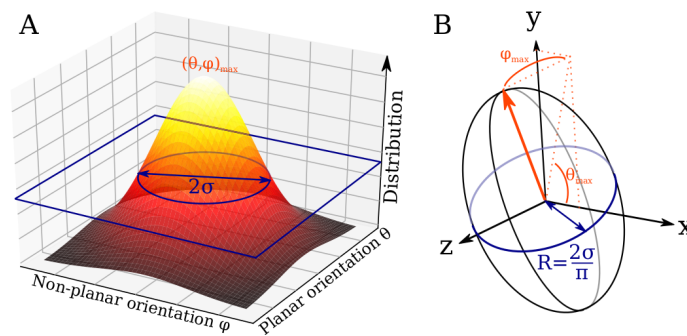 A
(θ,φ)max
2σ
Distribution
Non-planar orientation φ
Planar orientation θ
B
y
φmax
θmax
x
z
R=2σ/π